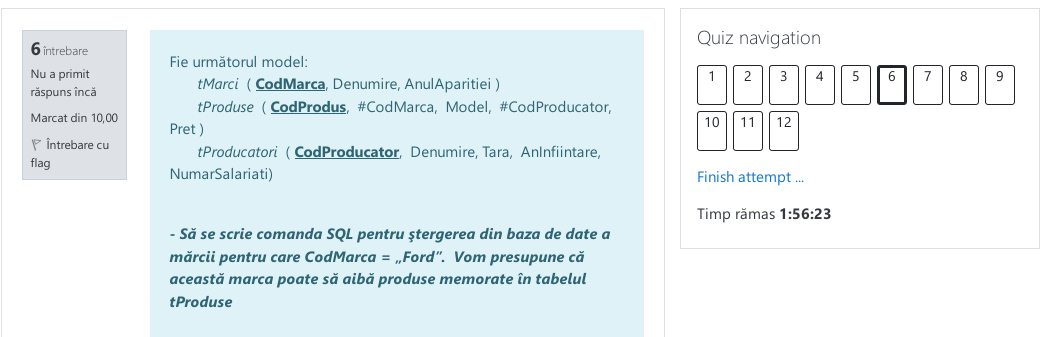 6 întrebare
Nu a primit
răspuns încă
Marcat din 10,00
Întrebare cu
flag
Fie următorul model:
tMarci ( CodMarca, Denumire, AnulAparitiei )
tProduse ( CodProdus, #CodMarca, Model, #CodProducator,
Pret )
tProducatori ( CodProducator, Denumire, Tara, AnInfiintare,
NumarSalariati)
- Să se scrie comanda SQL pentru ştergerea din baza de date a
mărcii pentru care CodMarca = „Ford”. Vom presupune că
această marca poate să aibă produse memorate în tabelul
tProduse
Quiz navigation
1 2 3 4 5 6 7 8 9
10 11 12
Finish attempt ...
Timp rămas 1:56:23